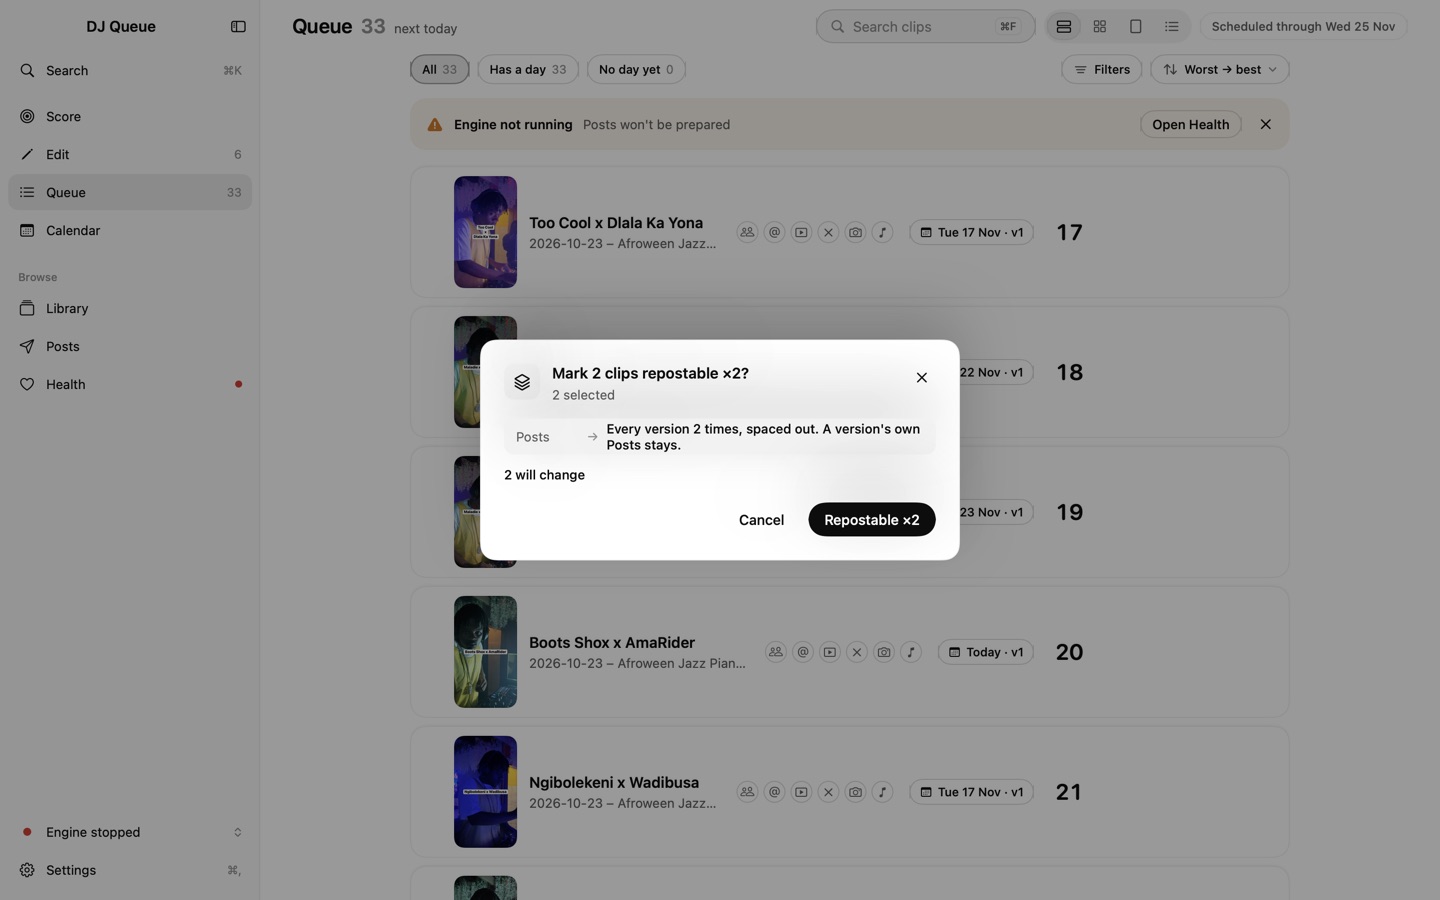 DJ Queue
Search ⌘K
Score
Edit 6
Queue 33
Calendar
Browse
Library
Posts
Health
Engine stopped
Settings ⌘,
Queue 33 next today
Search clips ⌘F
Scheduled through Wed 25 Nov
All 33
Has a day 33
No day yet 0
Filters
Worst → best
Engine not running Posts won't be prepared
Open Health
Too Cool x Dlala Ka Yona
2026-10-23 – Afroween Jazz...
Tue 17 Nov · v1
17
22 Nov · v1
18
23 Nov · v1
19
Mark 2 clips repostable ×2?
2 selected
Posts → Every version 2 times, spaced out. A version's own
Posts stays.
2 will change
Cancel
Repostable ×2
Boots Shox x AmaRider
2026-10-23 – Afroween Jazz Pian...
Today · v1
20
Ngibolekeni x Wadibusa
2026-10-23 – Afroween Jazz...
Tue 17 Nov · v1
21